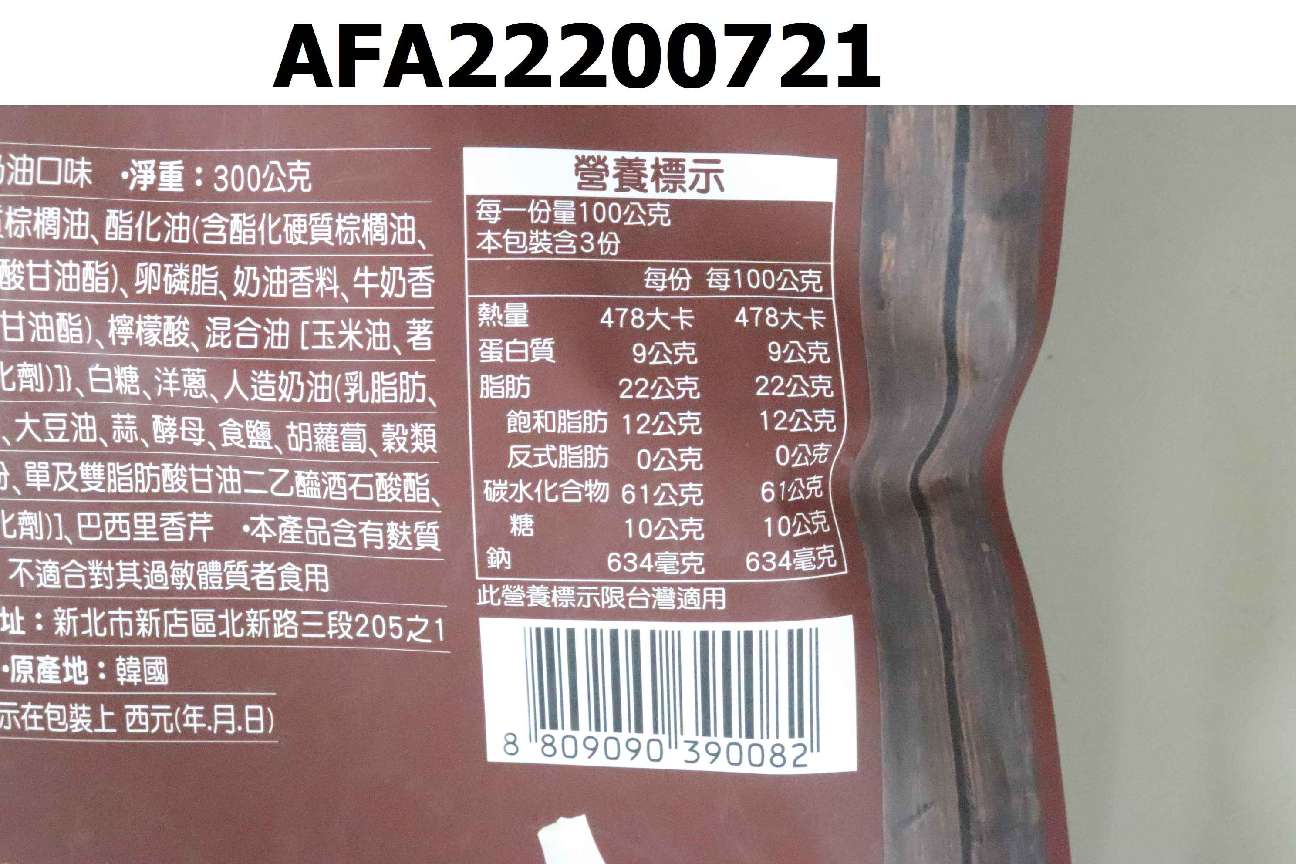 AFA22200721
油口味 •淨重：300公克
棕櫚油、酯化油(含酯化硬質棕櫚油、
酸甘油酯)、卵磷脂、奶油香料、牛奶香
甘油酯)、檸檬酸、混合油 [玉米油、著
化劑)]}、白糖、洋蔥、人造奶油(乳脂肪、
、大豆油、蒜、酵母、食鹽、胡蘿蔔、穀類
、單及雙脂肪酸甘油二乙醯酒石酸酯、
化劑)]、巴西里香芹 •本產品含有麩質
不適合對其過敏體質者食用
址：新北市新店區北新路三段205之1
•原產地：韓國
示在包裝上 西元(年.月.日)
營養標示
每一份量100公克
本包裝含3份
每份 每100公克
熱量 478大卡 478大卡
蛋白質 9公克 9公克
脂肪 22公克 22公克
飽和脂肪 12公克 12公克
反式脂肪 0公克 0公克
碳水化合物 61公克 61公克
糖 10公克 10公克
鈉 634毫克 634毫克
此營養標示限台灣適用
8 809090 390082